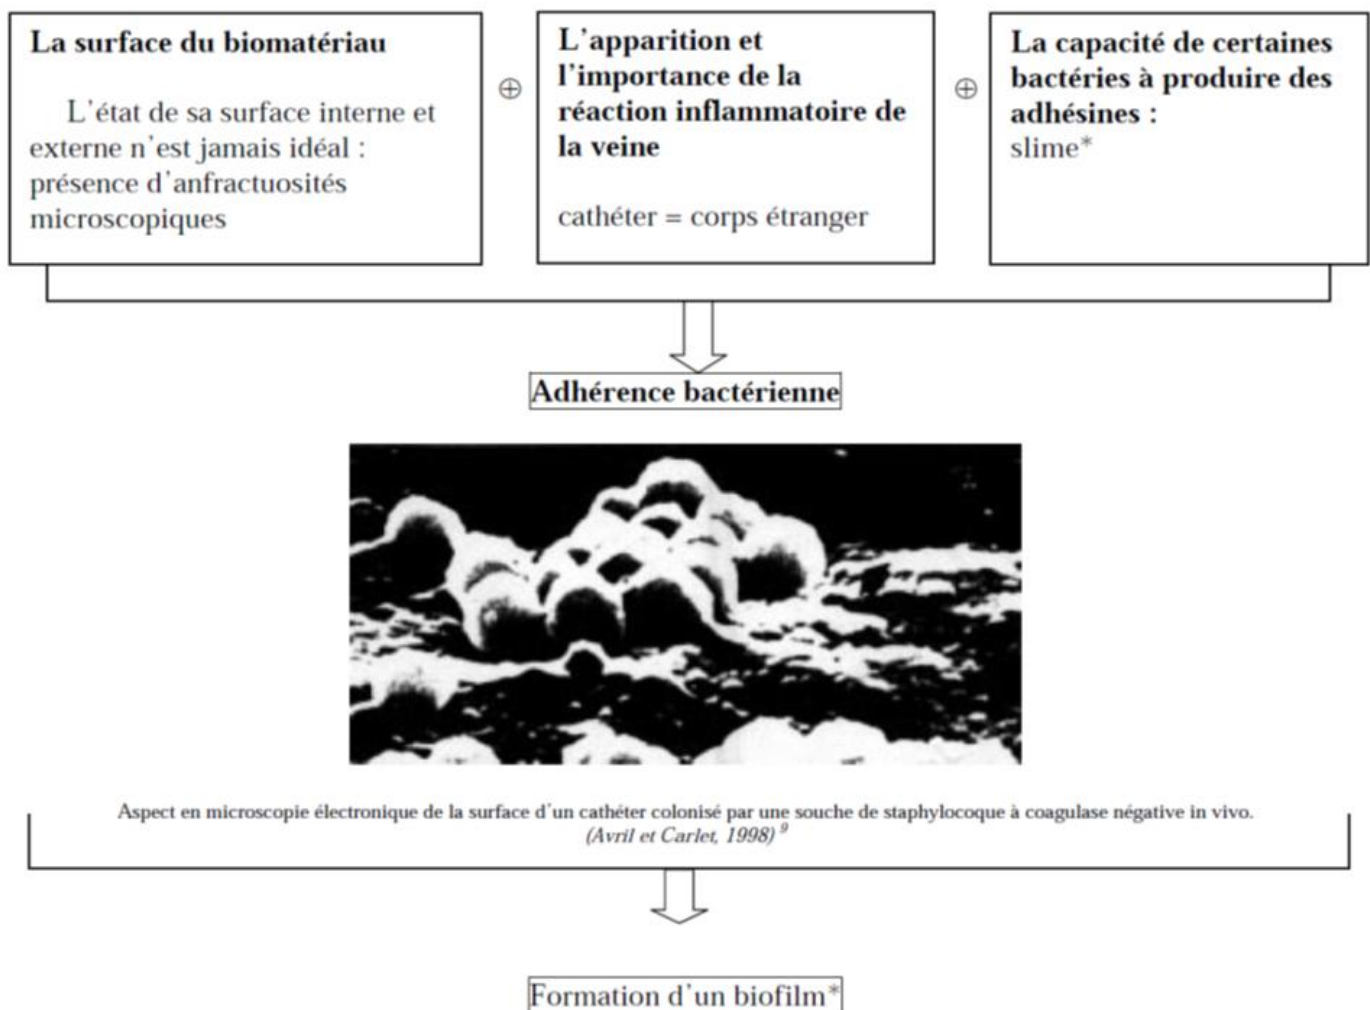 La surface du biomatériau
L'état de sa surface interne et
externe n'est jamais idéal :
présence d'anfractuosités
microscopiques
⊕
L'apparition et
l'importance de la
réaction inflammatoire de
la veine
cathéter = corps étranger
⊕
La capacité de certaines
bactéries à produire des
adhésines :
slime*
Adhérence bactérienne
Aspect en microscopie électronique de la surface d'un cathéter colonisé par une souche de staphylocoque à coagulase négative in vivo.
(Avril et Carlet, 1998) 9
Formation d'un biofilm*